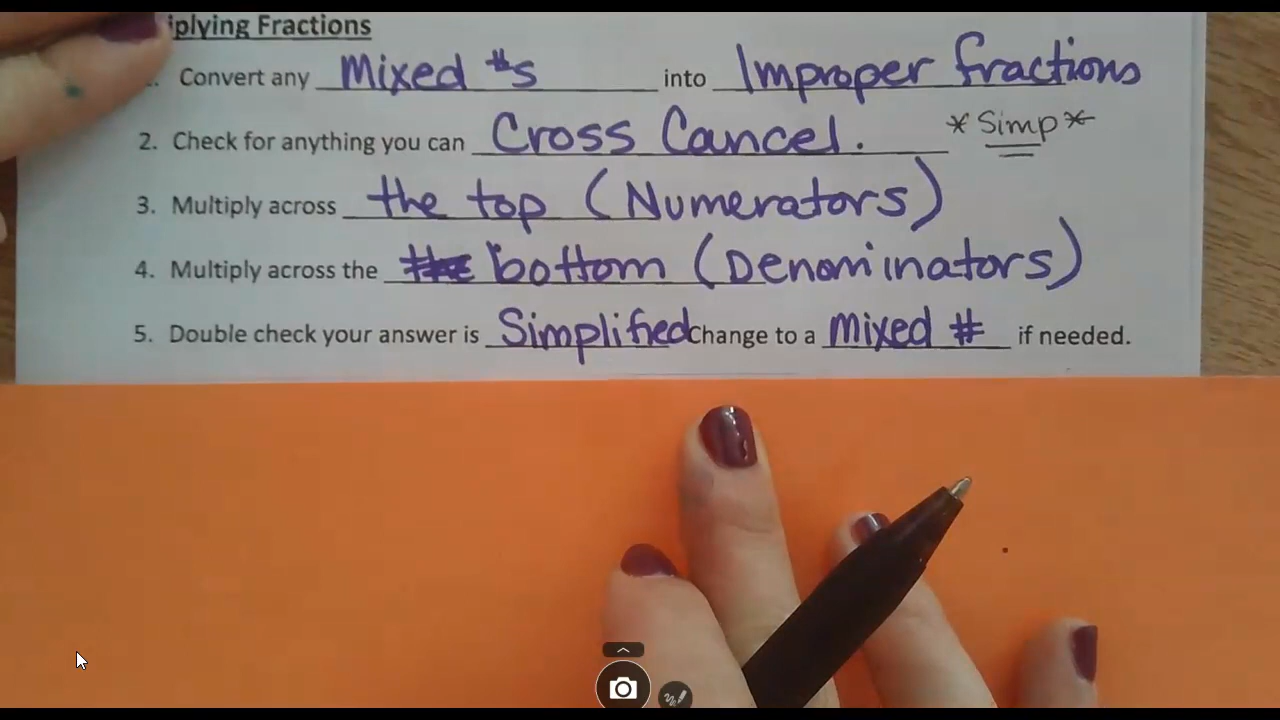 iplying Fractions
. Convert any Mixed #s into Improper fractions
2. Check for anything you can Cross Cancel. *Simp*
3. Multiply across the top (Numerators)
4. Multiply across the bottom (Denominators)
5. Double check your answer is Simplified Change to a mixed # if needed.